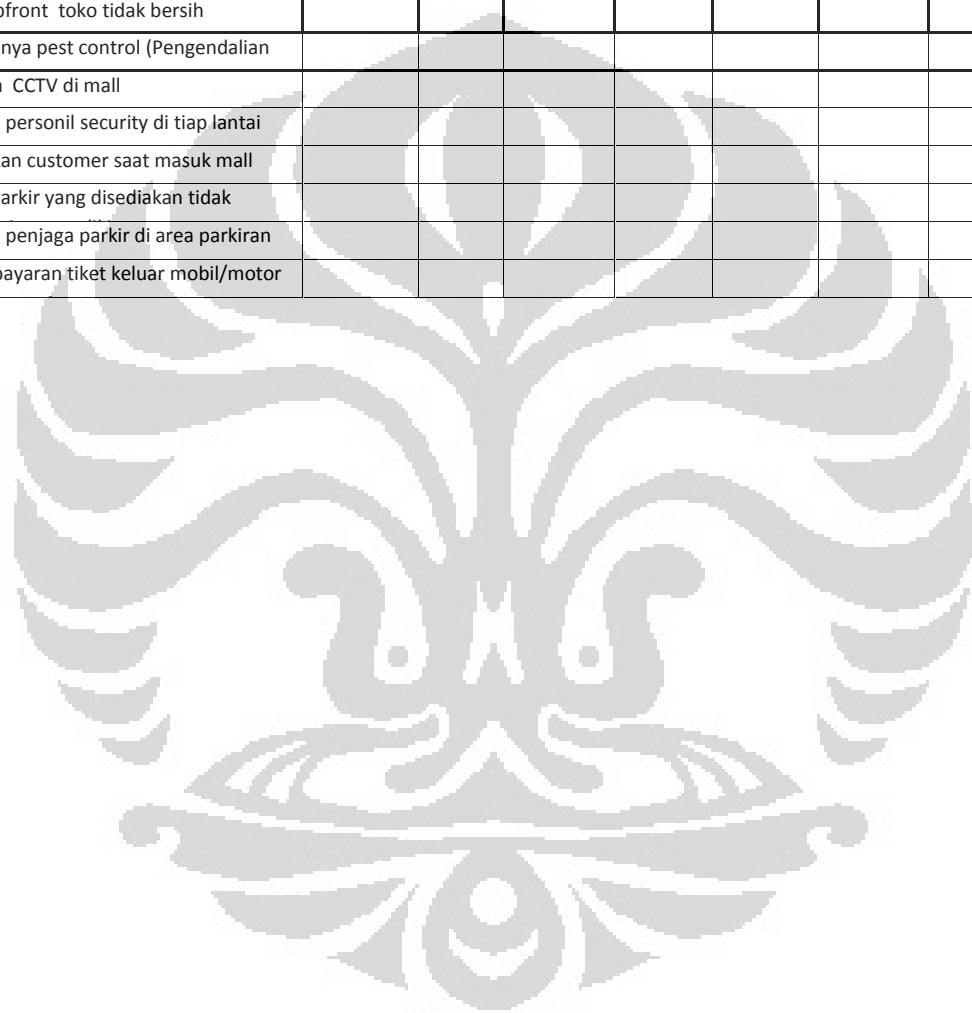 ofront toko tidak bersih
nya pest control (Pengendalian
CCTV di mall
personil security di tiap lantai
an customer saat masuk mall
arkir yang disediakan tidak
penjaga parkir di area parkiran
bayaran tiket keluar mobil/motor